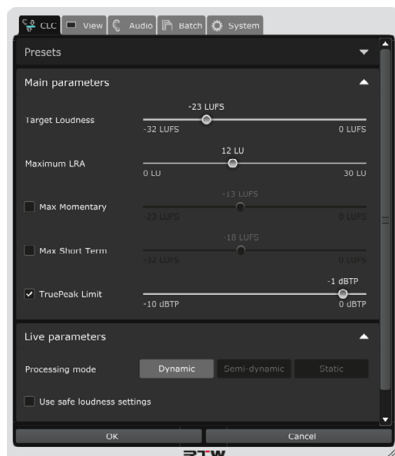 CLC View Audio Batch System
Presets
Main parameters
-23 LUFS
Target Loudness
-32 LUFS 0 LUFS
12 LU
Maximum LRA
0 LU 30 LU
-13 LUFS
Max Momentary
-23 LUFS 0 LUFS
-18 LUFS
Max Short Term
-32 LUFS 0 LUFS
-1 dBTP
TruePeak Limit
-10 dBTP 0 dBTP
Live parameters
Processing mode Dynamic Semi-dynamic Static
Use safe loudness settings
OK Cancel
RTW